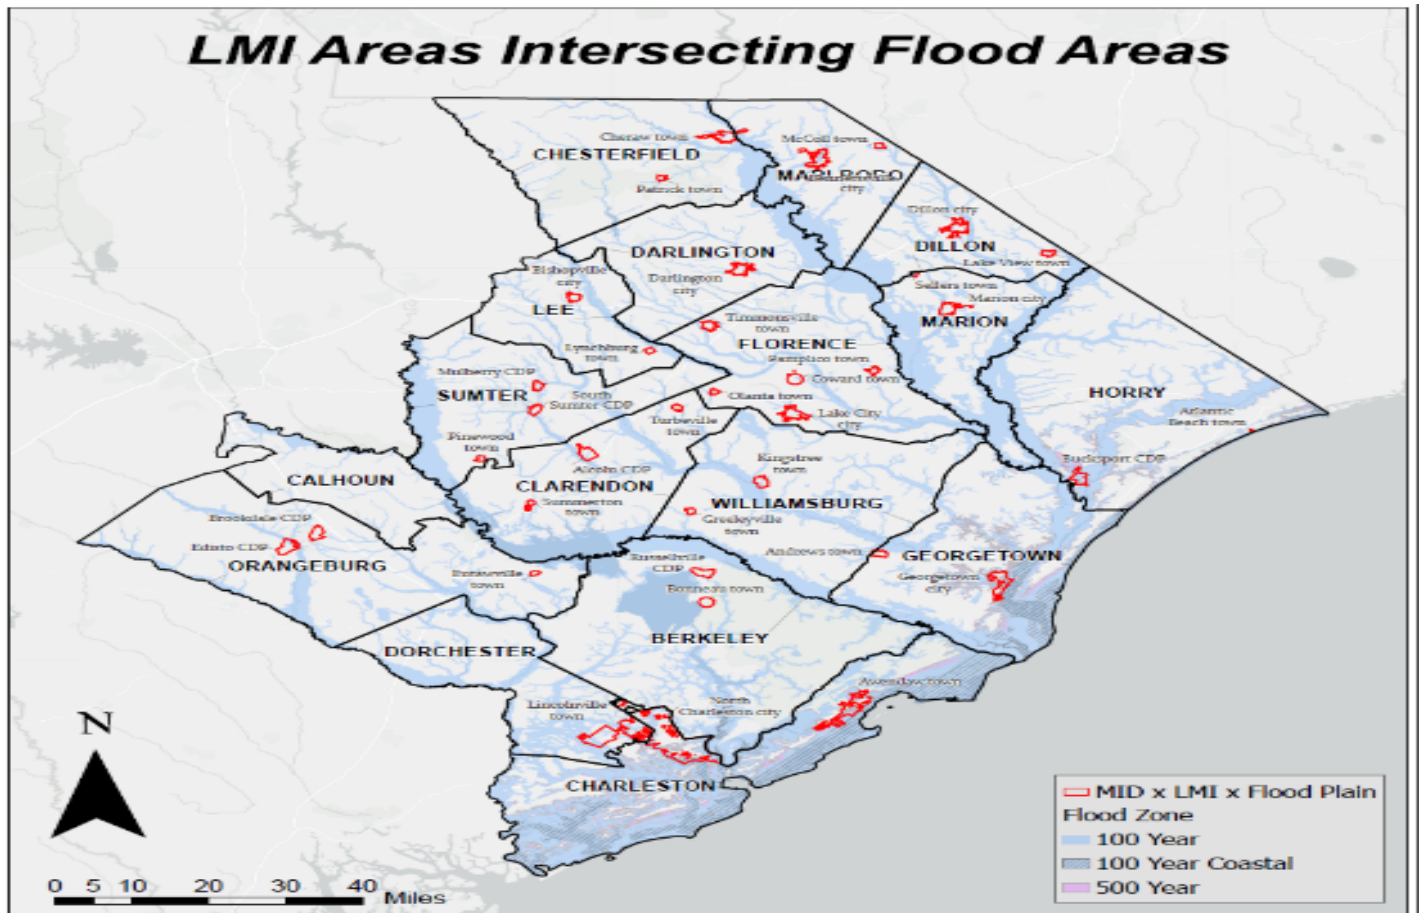 LMI Areas Intersecting Flood Areas
Cheraw town
McColl town
CHESTERFIELD
MARLBORO
city
Patrick town
Dillon city
DILLON
Lake View town
DARLINGTON
Darlington
city
Bishopville
city
LEE
Sellers town
Marion city
MARION
Timmonsville
town
FLORENCE
Pamplico town
Coward town
Lynchburg
town
Mulberry CDP
SUMTER
South
Sumter CDP
Olanta town
Lake City
city
Turbeville
town
HORRY
Atlantic
Beach town
Bucksport CDP
Pinewood
town
Alcolu CDP
CLARENDON
Summerton
town
Kingstree
town
WILLIAMSBURG
Greeleyville
town
CALHOUN
Brookdale CDP
Edisto CDP
ORANGEBURG
Eutawville
town
Russellville
CDP
Bonneau town
Andrews town
GEORGETOWN
Georgetown
city
BERKELEY
DORCHESTER
Awendaw town
Lincolnville
town
North
Charleston city
CHARLESTON
N
0 5 10 20 30 40
Miles
MID x LMI x Flood Plain
Flood Zone
100 Year
100 Year Coastal
500 Year